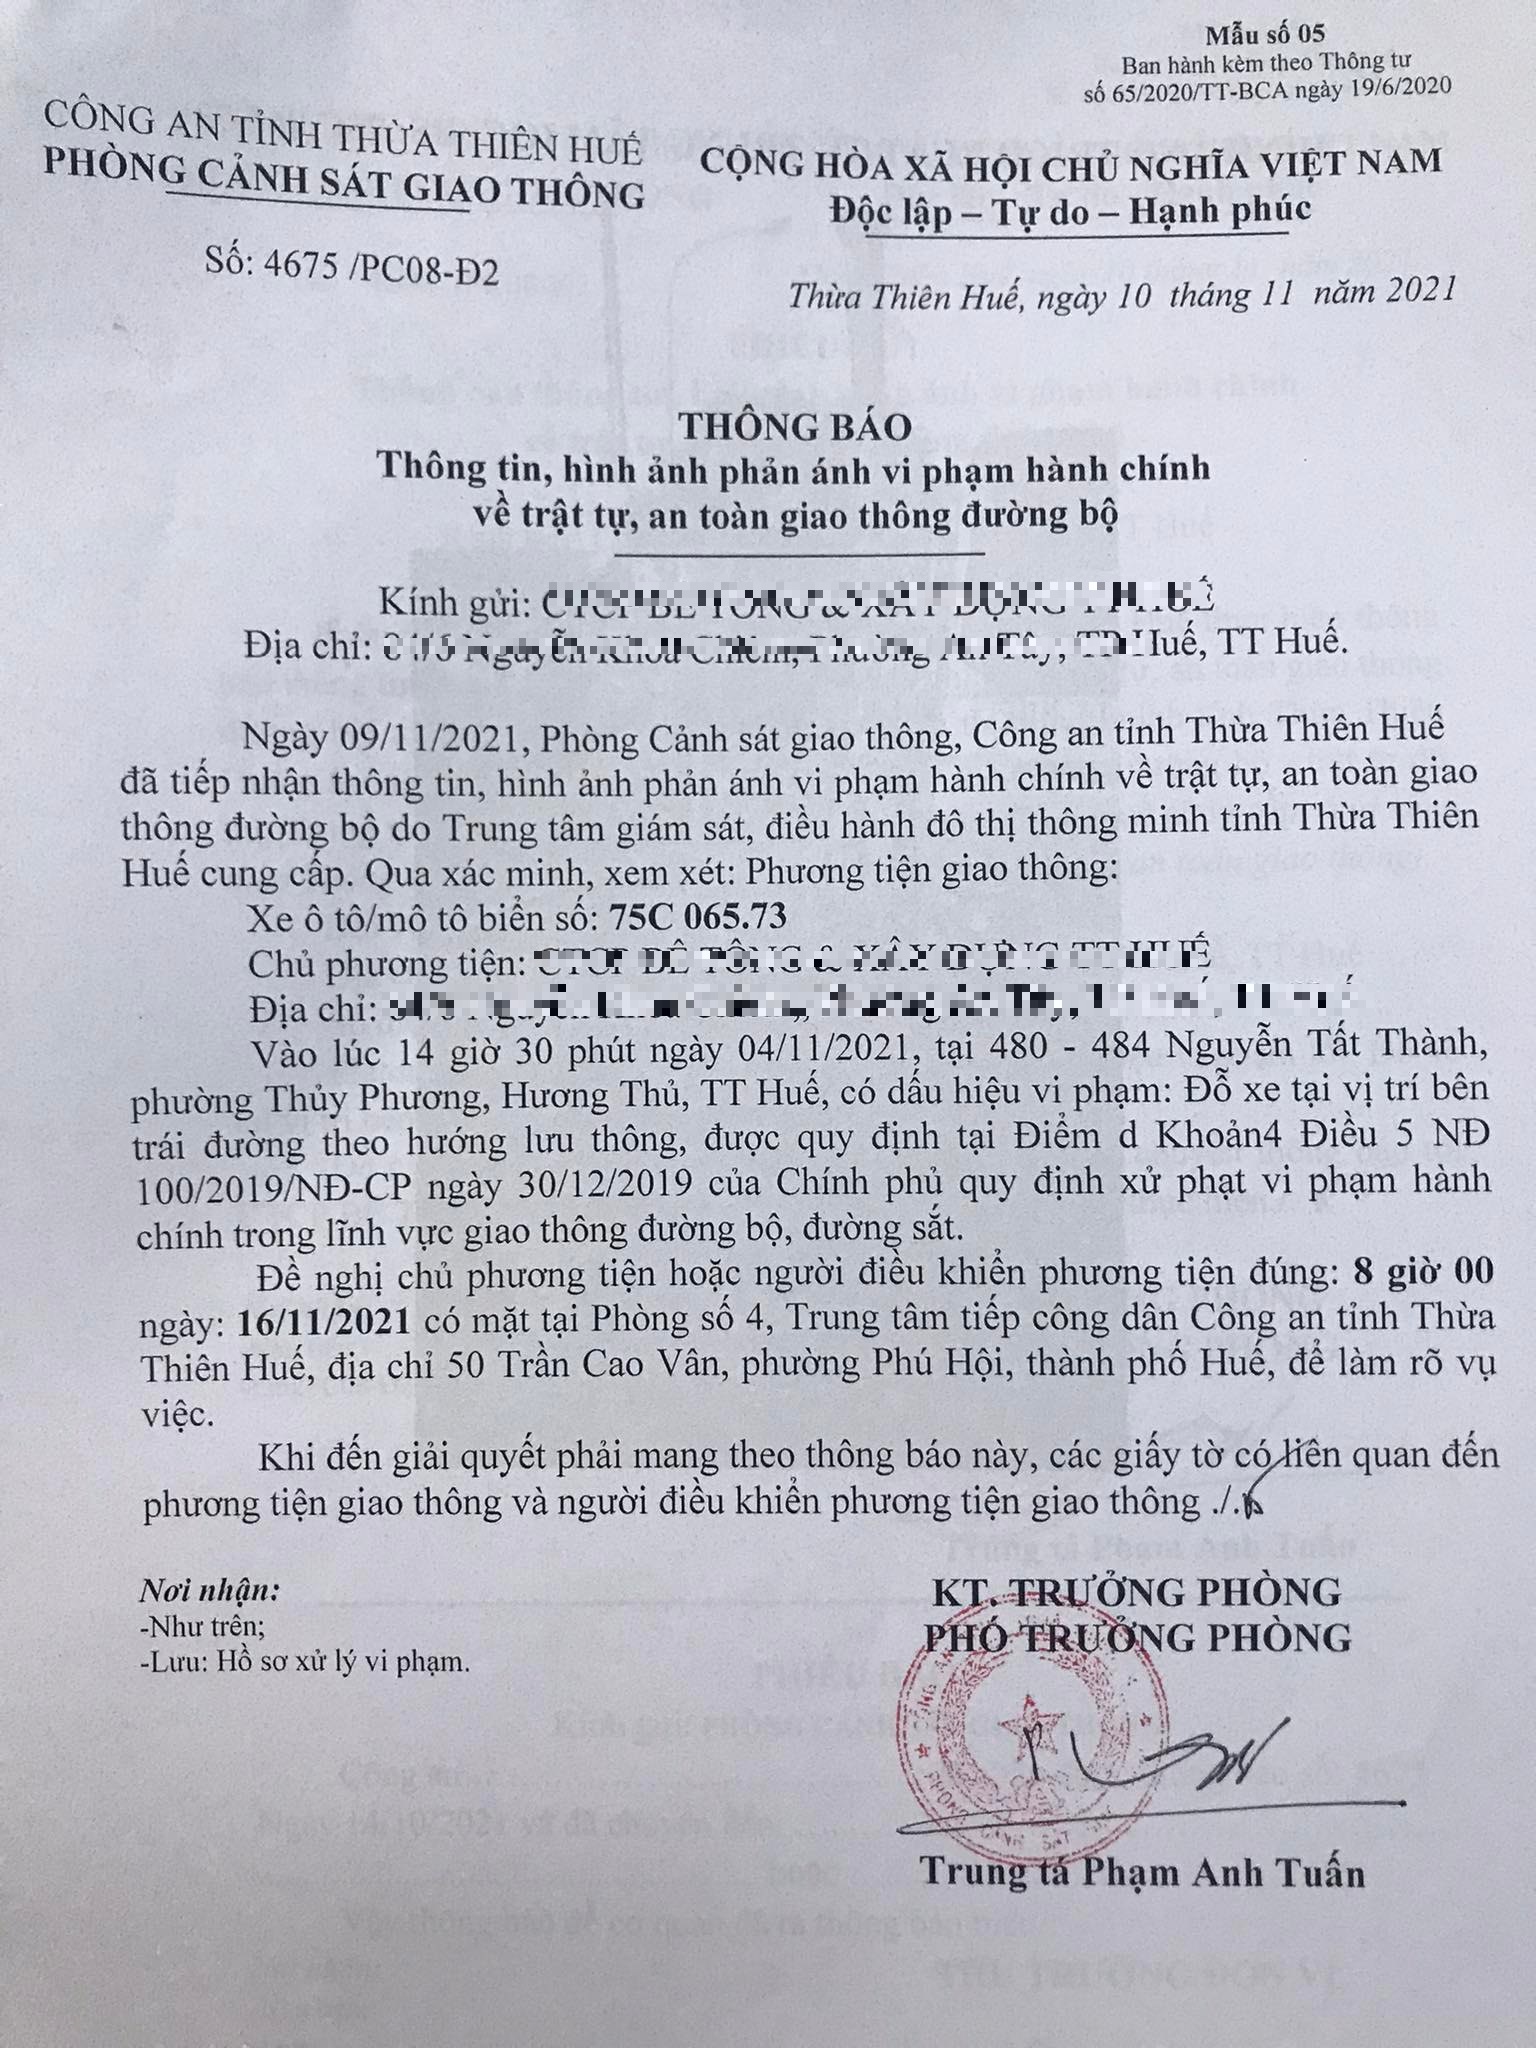 Mẫu số 05
Ban hành kèm theo Thông tư
số 65/2020/TT-BCA ngày 19/6/2020
CÔNG AN TỈNH THỪA THIÊN HUẾ
PHÒNG CẢNH SÁT GIAO THÔNG
CỘNG HÒA XÃ HỘI CHỦ NGHĨA VIỆT NAM
Độc lập – Tự do – Hạnh phúc
Số: 4675 /PC08-Đ2
Thừa Thiên Huế, ngày 10 tháng 11 năm 2021
THÔNG BÁO
Thông tin, hình ảnh phản ánh vi phạm hành chính
về trật tự, an toàn giao thông đường bộ
Kính gửi:
Địa chỉ: Huế, TT Huế.
Ngày 09/11/2021, Phòng Cảnh sát giao thông, Công an tỉnh Thừa Thiên Huế
đã tiếp nhận thông tin, hình ảnh phản ánh vi phạm hành chính về trật tự, an toàn giao
thông đường bộ do Trung tâm giám sát, điều hành đô thị thông minh tỉnh Thừa Thiên
Huế cung cấp. Qua xác minh, xem xét: Phương tiện giao thông:
Xe ô tô/mô tô biển số: 75C 065.73
Chủ phương tiện:
Địa chỉ:
Vào lúc 14 giờ 30 phút ngày 04/11/2021, tại 480 - 484 Nguyễn Tất Thành,
phường Thủy Phương, Hương Thủ, TT Huế, có dấu hiệu vi phạm: Đỗ xe tại vị trí bên
trái đường theo hướng lưu thông, được quy định tại Điểm d Khoản4 Điều 5 NĐ
100/2019/NĐ-CP ngày 30/12/2019 của Chính phủ quy định xử phạt vi phạm hành
chính trong lĩnh vực giao thông đường bộ, đường sắt.
Đề nghị chủ phương tiện hoặc người điều khiển phương tiện đúng: 8 giờ 00
ngày: 16/11/2021 có mặt tại Phòng số 4, Trung tâm tiếp công dân Công an tỉnh Thừa
Thiên Huế, địa chỉ 50 Trần Cao Vân, phường Phú Hội, thành phố Huế, để làm rõ vụ
việc.
Khi đến giải quyết phải mang theo thông báo này, các giấy tờ có liên quan đến
phương tiện giao thông và người điều khiển phương tiện giao thông ./.
Nơi nhận:
-Như trên;
-Lưu: Hồ sơ xử lý vi phạm.
KT. TRƯỞNG PHÒNG
PHÓ TRƯỞNG PHÒNG
Trung tá Phạm Anh Tuấn